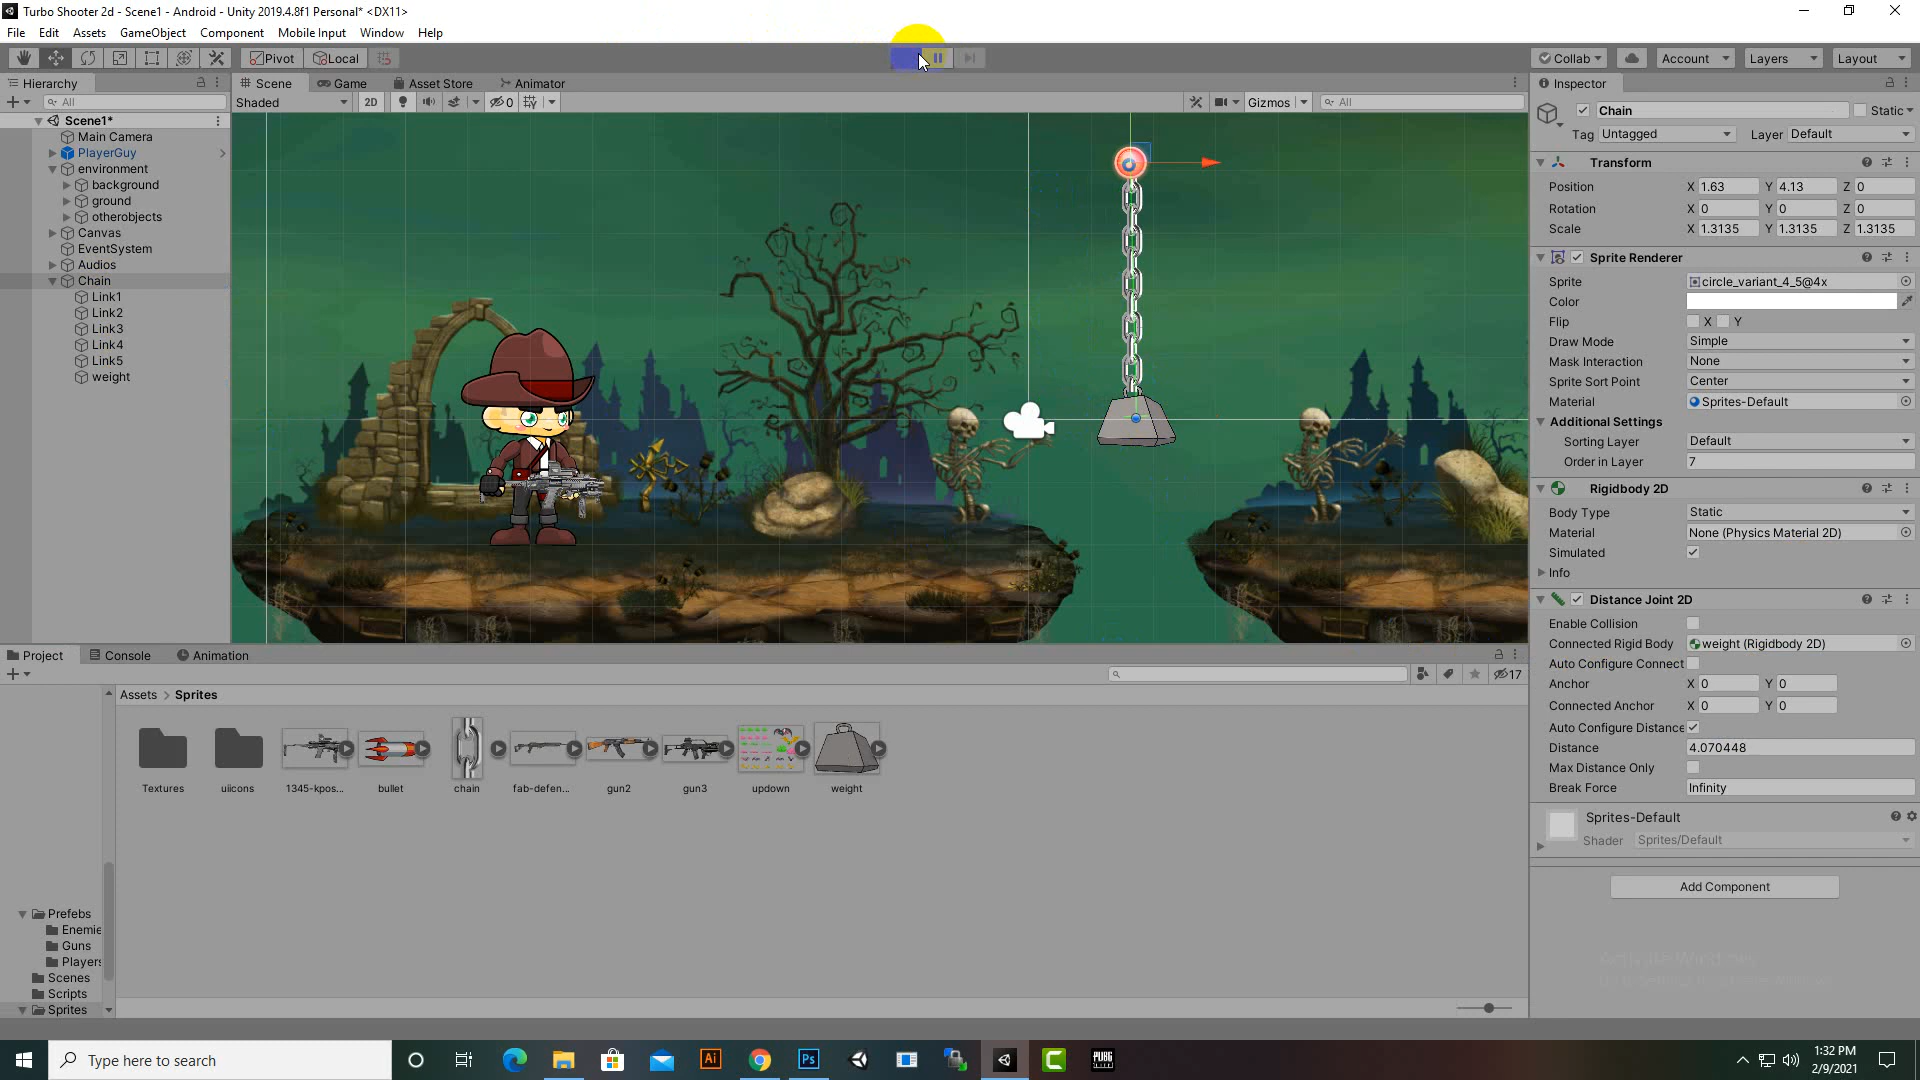 Turbo Shooter 2d - Scene1 - Android - Unity 2019.4.8f1 Personal* <DX11>
File Edit Assets GameObject Component Mobile Input Window Help
Pivot Local Collab Account Layers Layout
Hierarchy
All
Scene1*
Main Camera
PlayerGuy
environment
background
ground
otherobjects
Canvas
EventSystem
Audios
Chain
Link1
Link2
Link3
Link4
Link5
weight
Scene Game Asset Store Animator
Shaded 2D 0 Gizmos All
Inspector
Chain Static
Tag Untagged Layer Default
Transform
Position X 1.63 Y 4.13 Z 0
Rotation X 0 Y 0 Z 0
Scale X 1.3135 Y 1.3135 Z 1.3135
Sprite Renderer
Sprite circle_variant_4_5@4x
Color
Flip X Y
Draw Mode Simple
Mask Interaction None
Sprite Sort Point Center
Material Sprites-Default
Additional Settings
Sorting Layer Default
Order in Layer 7
Rigidbody 2D
Body Type Static
Material None (Physics Material 2D)
Simulated
Info
Distance Joint 2D
Enable Collision
Connected Rigid Body weight (Rigidbody 2D)
Auto Configure Connect
Anchor X 0 Y 0
Connected Anchor X 0 Y 0
Auto Configure Distance
Distance 4.070448
Max Distance Only
Break Force Infinity
Sprites-Default
Shader Sprites/Default
Add Component
Project Console Animation
17
Assets > Sprites
Textures uiicons 1345-kpos... bullet chain fab-defen... gun2 gun3 updown weight
Prefebs
Enemie
Guns
Players
Scenes
Scripts
Sprites
Activate Windows
Type here to search
Ai Ps PUBG
1:32 PM
2/9/2021